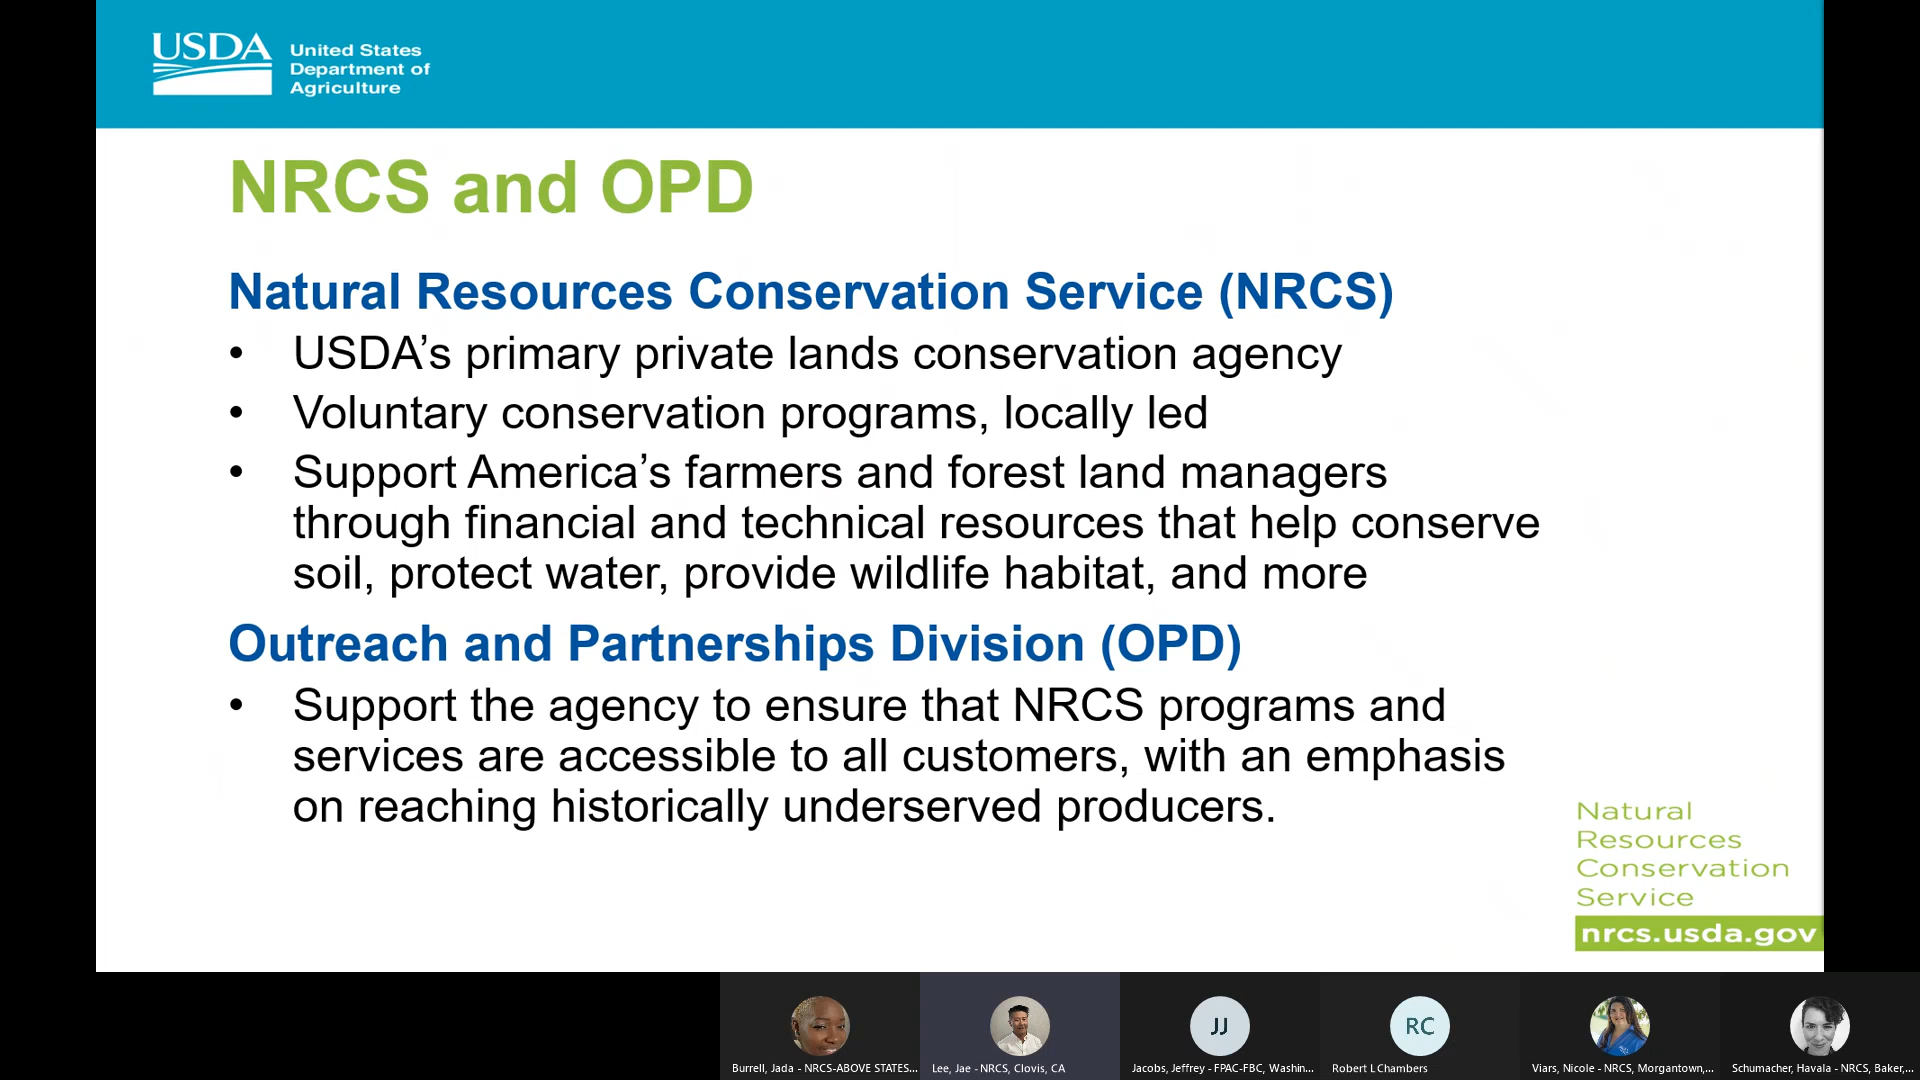 USDA
United States
Department of
Agriculture
NRCS and OPD
Natural Resources Conservation Service (NRCS)
• USDA’s primary private lands conservation agency
• Voluntary conservation programs, locally led
• Support America’s farmers and forest land managers
through financial and technical resources that help conserve
soil, protect water, provide wildlife habitat, and more
Outreach and Partnerships Division (OPD)
• Support the agency to ensure that NRCS programs and
services are accessible to all customers, with an emphasis
on reaching historically underserved producers.
Natural
Resources
Conservation
Service
nrcs.usda.gov
JJ
RC
Burrell, Jada - NRCS-ABOVE STATES...
Lee, Jae - NRCS, Clovis, CA
Jacobs, Jeffrey - FPAC-FBC, Washin...
Robert L Chambers
Viars, Nicole - NRCS, Morgantown,...
Schumacher, Havala - NRCS, Baker,...